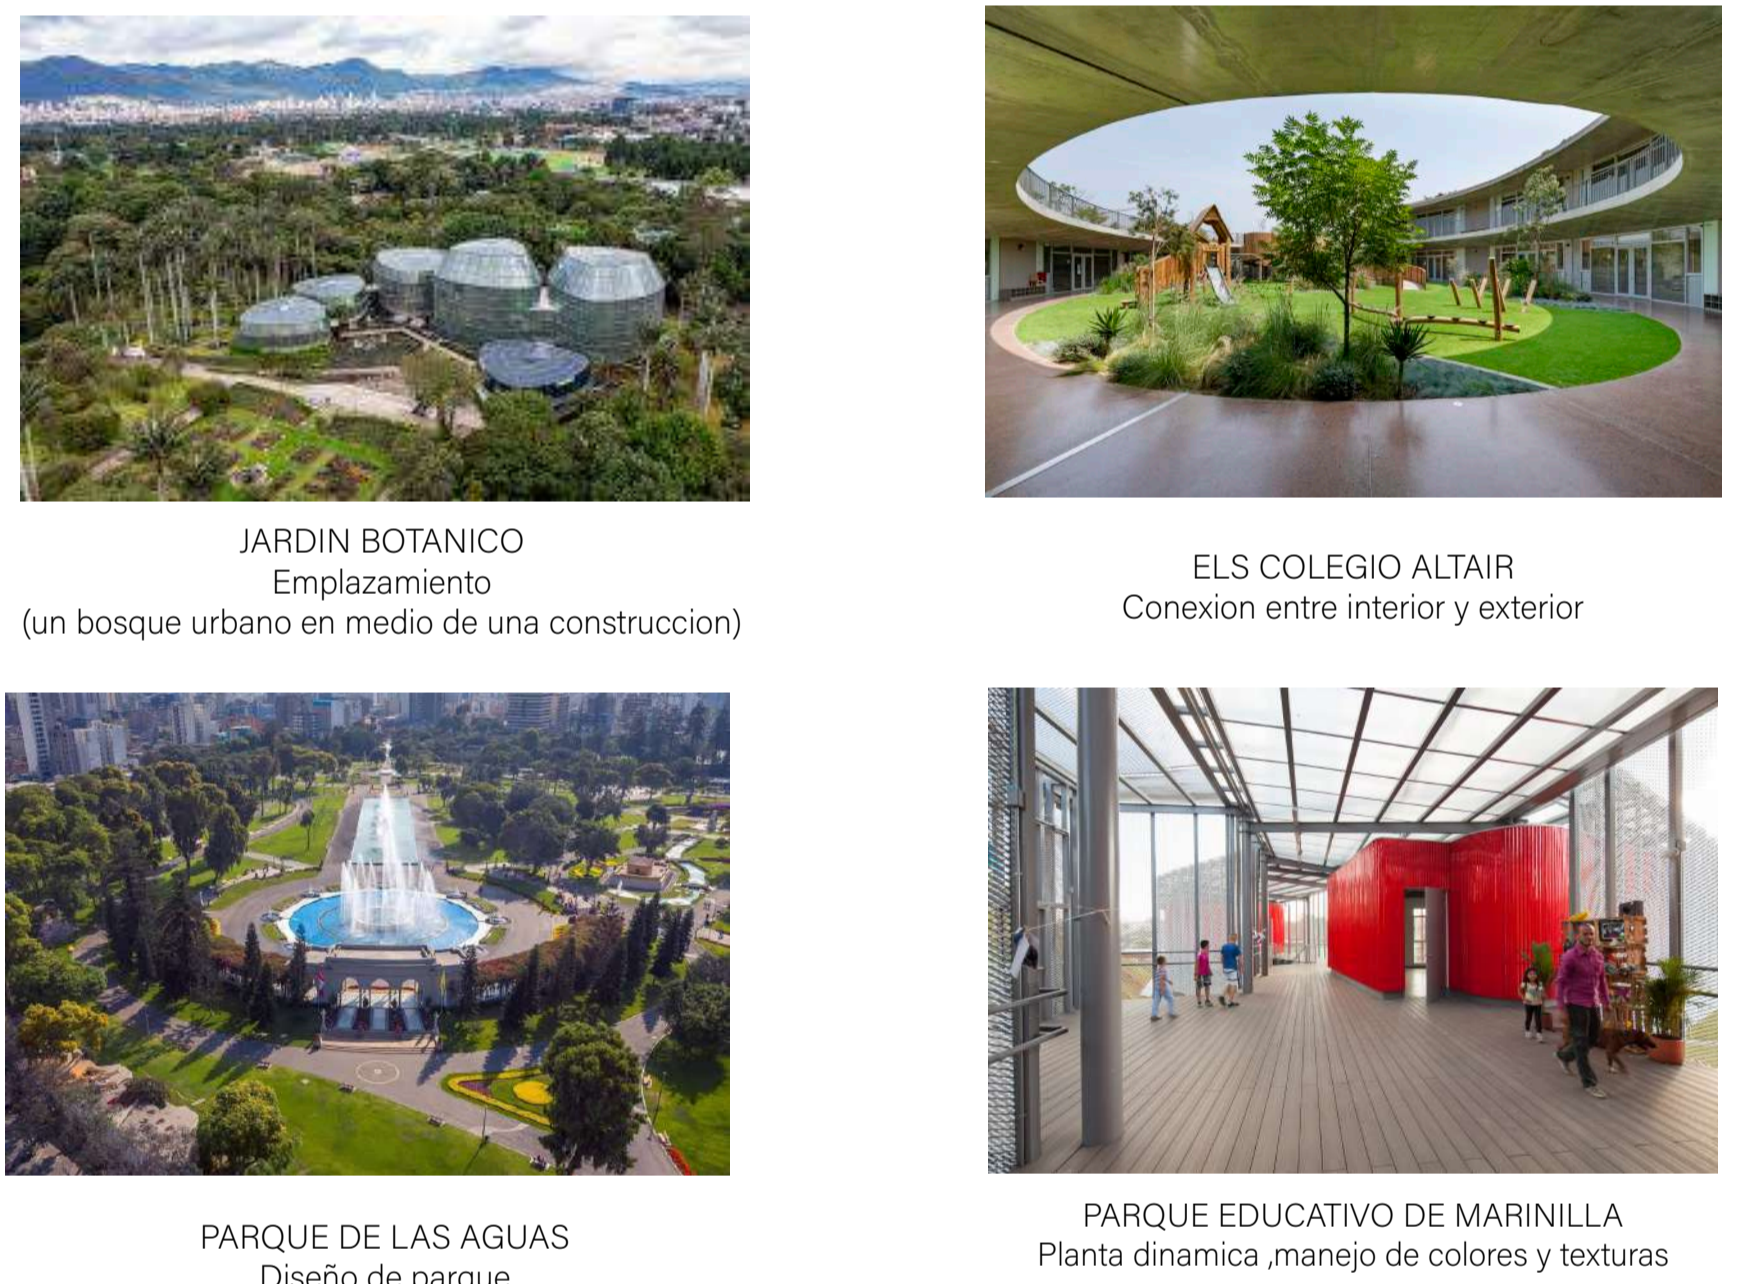 JARDIN BOTANICO
Emplazamiento
(un bosque urbano en medio de una construccion)
ELS COLEGIO ALTAIR
Conexion entre interior y exterior
PARQUE DE LAS AGUAS
Diseño de parque
PARQUE EDUCATIVO DE MARINILLA
Planta dinamica ,manejo de colores y texturas